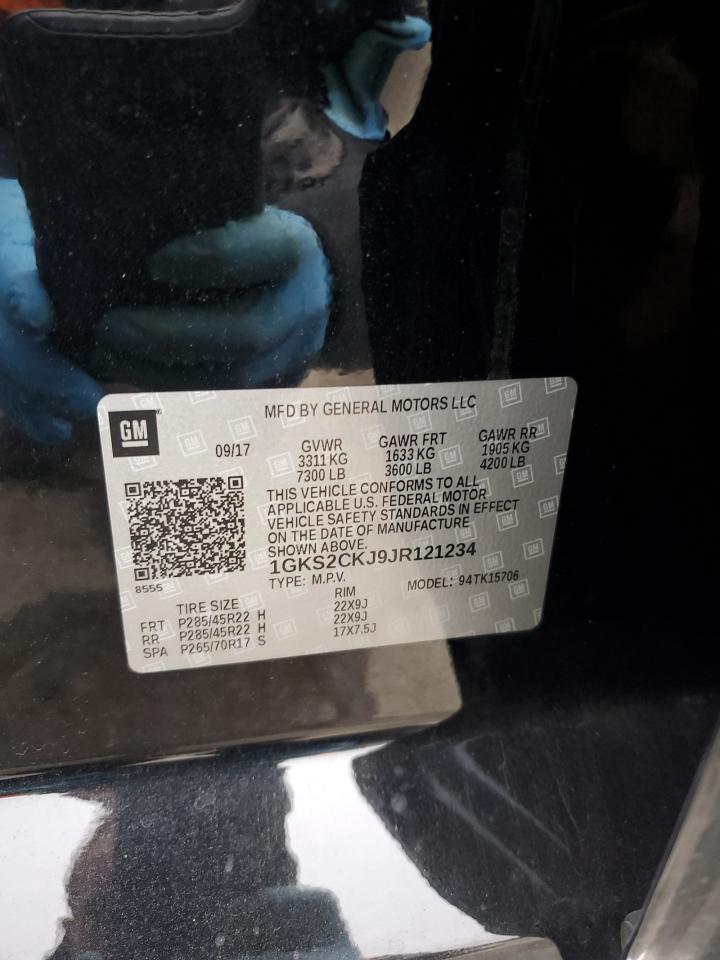 GM
MFD BY GENERAL MOTORS LLC
09/17 GVWR GAWR FRT GAWR RR
3311 KG 1633 KG 1905 KG
7300 LB 3600 LB 4200 LB
THIS VEHICLE CONFORMS TO ALL
APPLICABLE U.S. FEDERAL MOTOR
VEHICLE SAFETY STANDARDS IN EFFECT
ON THE DATE OF MANUFACTURE
SHOWN ABOVE.
1GKS2CKJ9JR121234
8555 TYPE: M.P.V. MODEL: 94TK15706
TIRE SIZE RIM
FRT P285/45R22 H 22X9J
RR P285/45R22 H 22X9J
SPA P265/70R17 S 17X7.5J